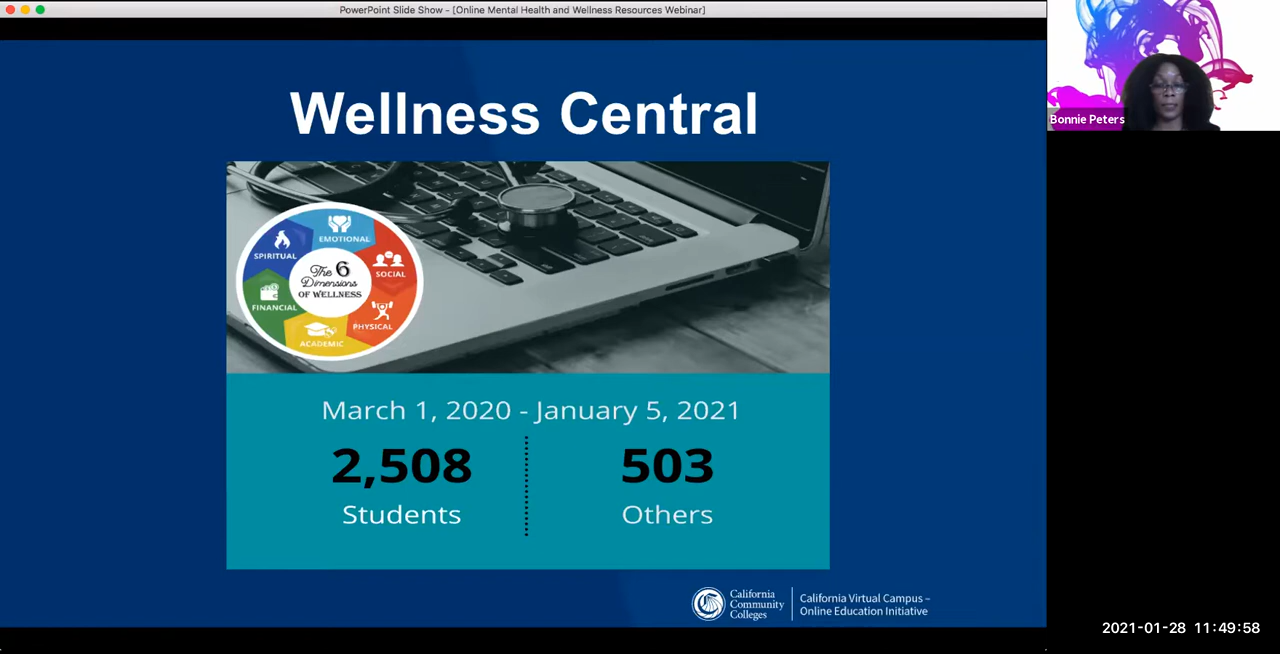 PowerPoint Slide Show - [Online Mental Health and Wellness Resources Webinar]
Wellness Central
EMOTIONAL
SPIRITUAL
SOCIAL
The 6
Dimensions
OF WELLNESS
FINANCIAL
PHYSICAL
ACADEMIC
March 1, 2020 - January 5, 2021
2,508
503
Students
Others
California
Community
Colleges
California Virtual Campus –
Online Education Initiative
Bonnie Peters
2021-01-28 11:49:58